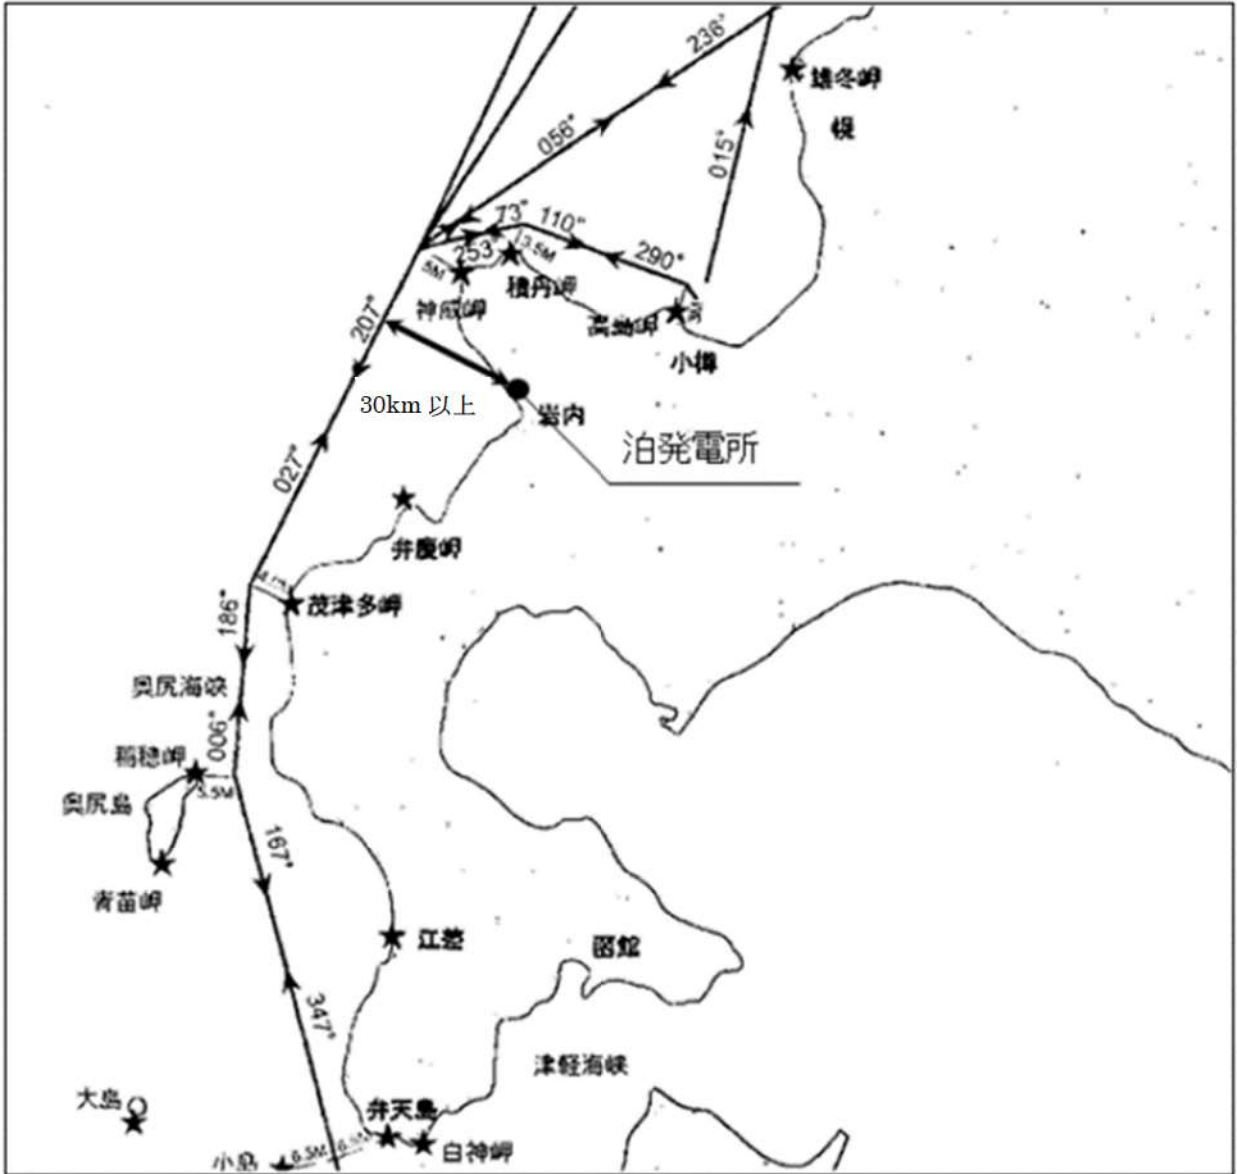 236°
雄冬岬
056°
015°
73° 110°
253°
3.5M
290°
5M
積丹岬
神威岬
高島岬
3M
207°
小樽
30km 以上
岩内
泊発電所
027°
弁慶岬
茂津多岬
186°
奥尻海峡
006°
稲穂岬
5.5M
奥尻島
167°
青苗岬
江差
函館
347°
津軽海峡
大島
弁天島
小島
6.5M
白神岬